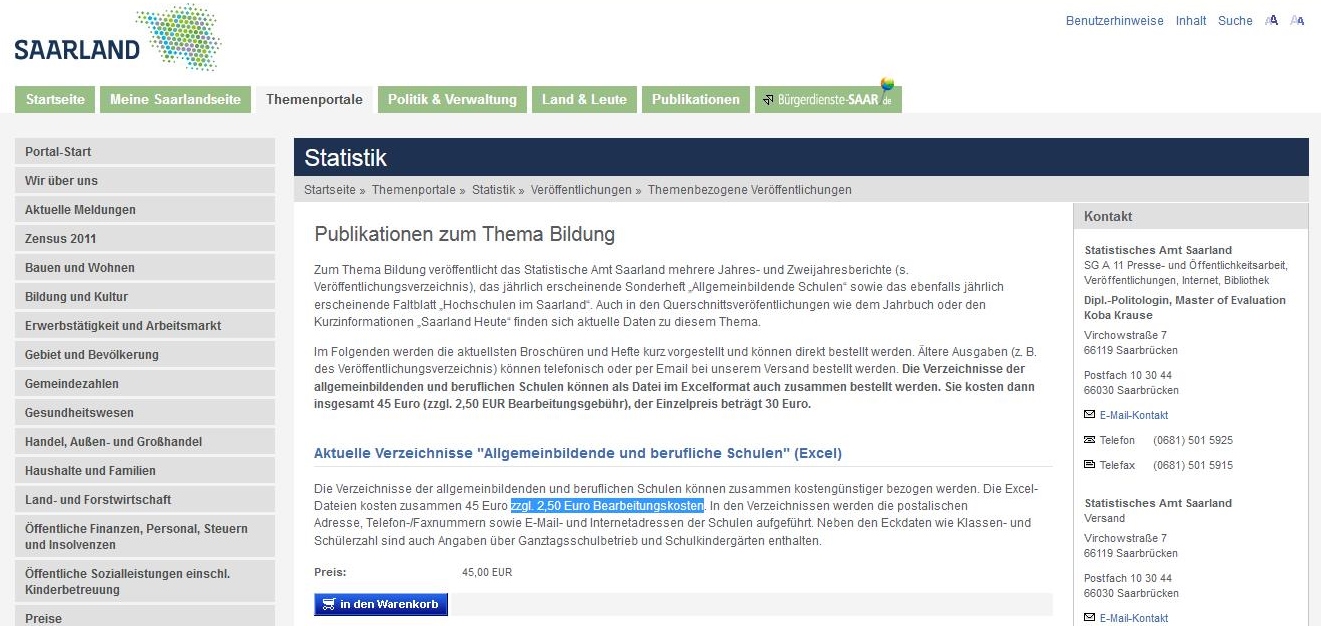 SAARLAND
Benutzerhinweise Inhalt Suche AA AA
Startseite Meine Saarlandseite Themenportale Politik & Verwaltung Land & Leute Publikationen Bürgerdienste-SAAR.de
Portal-Start
Wir über uns
Aktuelle Meldungen
Zensus 2011
Bauen und Wohnen
Bildung und Kultur
Erwerbstätigkeit und Arbeitsmarkt
Gebiet und Bevölkerung
Gemeindezahlen
Gesundheitswesen
Handel, Außen- und Großhandel
Haushalte und Familien
Land- und Forstwirtschaft
Öffentliche Finanzen, Personal, Steuern
und Insolvenzen
Öffentliche Sozialleistungen einschl.
Kinderbetreuung
Preise
Statistik
Startseite » Themenportale » Statistik » Veröffentlichungen » Themenbezogene Veröffentlichungen
Publikationen zum Thema Bildung
Zum Thema Bildung veröffentlicht das Statistische Amt Saarland mehrere Jahres- und Zweijahresberichte (s.
Veröffentlichungsverzeichnis), das jährlich erscheinende Sonderheft „Allgemeinbildende Schulen“ sowie das ebenfalls jährlich
erscheinende Faltblatt „Hochschulen im Saarland“. Auch in den Querschnittsveröfentlichungen wie dem Jahrbuch oder den
Kurzinformationen „Saarland Heute“ finden sich aktuelle Daten zu diesem Thema.
Im Folgenden werden die aktuellsten Broschüren und Hefte kurz vorgestellt und können direkt bestellt werden. Ältere Ausgaben (z. B.
des Veröffentlichungsverzeichnis) können telefonisch oder per Email bei unserem Versand bestellt werden. Die Verzeichnisse der
allgemeinbildenden und beruflichen Schulen können als Datei im Excelformat auch zusammen bestellt werden. Sie kosten dann
insgesamt 45 Euro (zzgl. 2,50 EUR Bearbeitungsgebühr), der Einzelpreis beträgt 30 Euro.
Aktuelle Verzeichnisse "Allgemeinbildende und berufliche Schulen" (Excel)
Die Verzeichnisse der allgemeinbildenden und beruflichen Schulen können zusammen kostengünstiger bezogen werden. Die Excel-
Dateien kosten zusammen 45 Euro zzgl. 2,50 Euro Bearbeitungskosten. In den Verzeichnissen werden die postalischen
Adresse, Telefon-/Faxnummern sowie E-Mail- und Internetadressen der Schulen aufgeführt. Neben den Eckdaten wie Klassen- und
Schülerzahl sind auch Angaben über Ganztagsschulbetrieb und Schulkindergärten enthalten.
Preis: 45,00 EUR
in den Warenkorb
Kontakt
Statistisches Amt Saarland
SG A 11 Presse- und Öffentlichkeitsarbeit,
Veröffentlichungen, Internet, Bibliothek
Dipl.-Politologin, Master of Evaluation
Koba Krause
Virchowstraße 7
66119 Saarbrücken
Postfach 10 30 44
66030 Saarbrücken
E-Mail-Kontakt
Telefon (0681) 501 5925
Telefax (0681) 501 5915
Statistisches Amt Saarland
Versand
Virchowstraße 7
66119 Saarbrücken
Postfach 10 30 44
66030 Saarbrücken
E-Mail-Kontakt